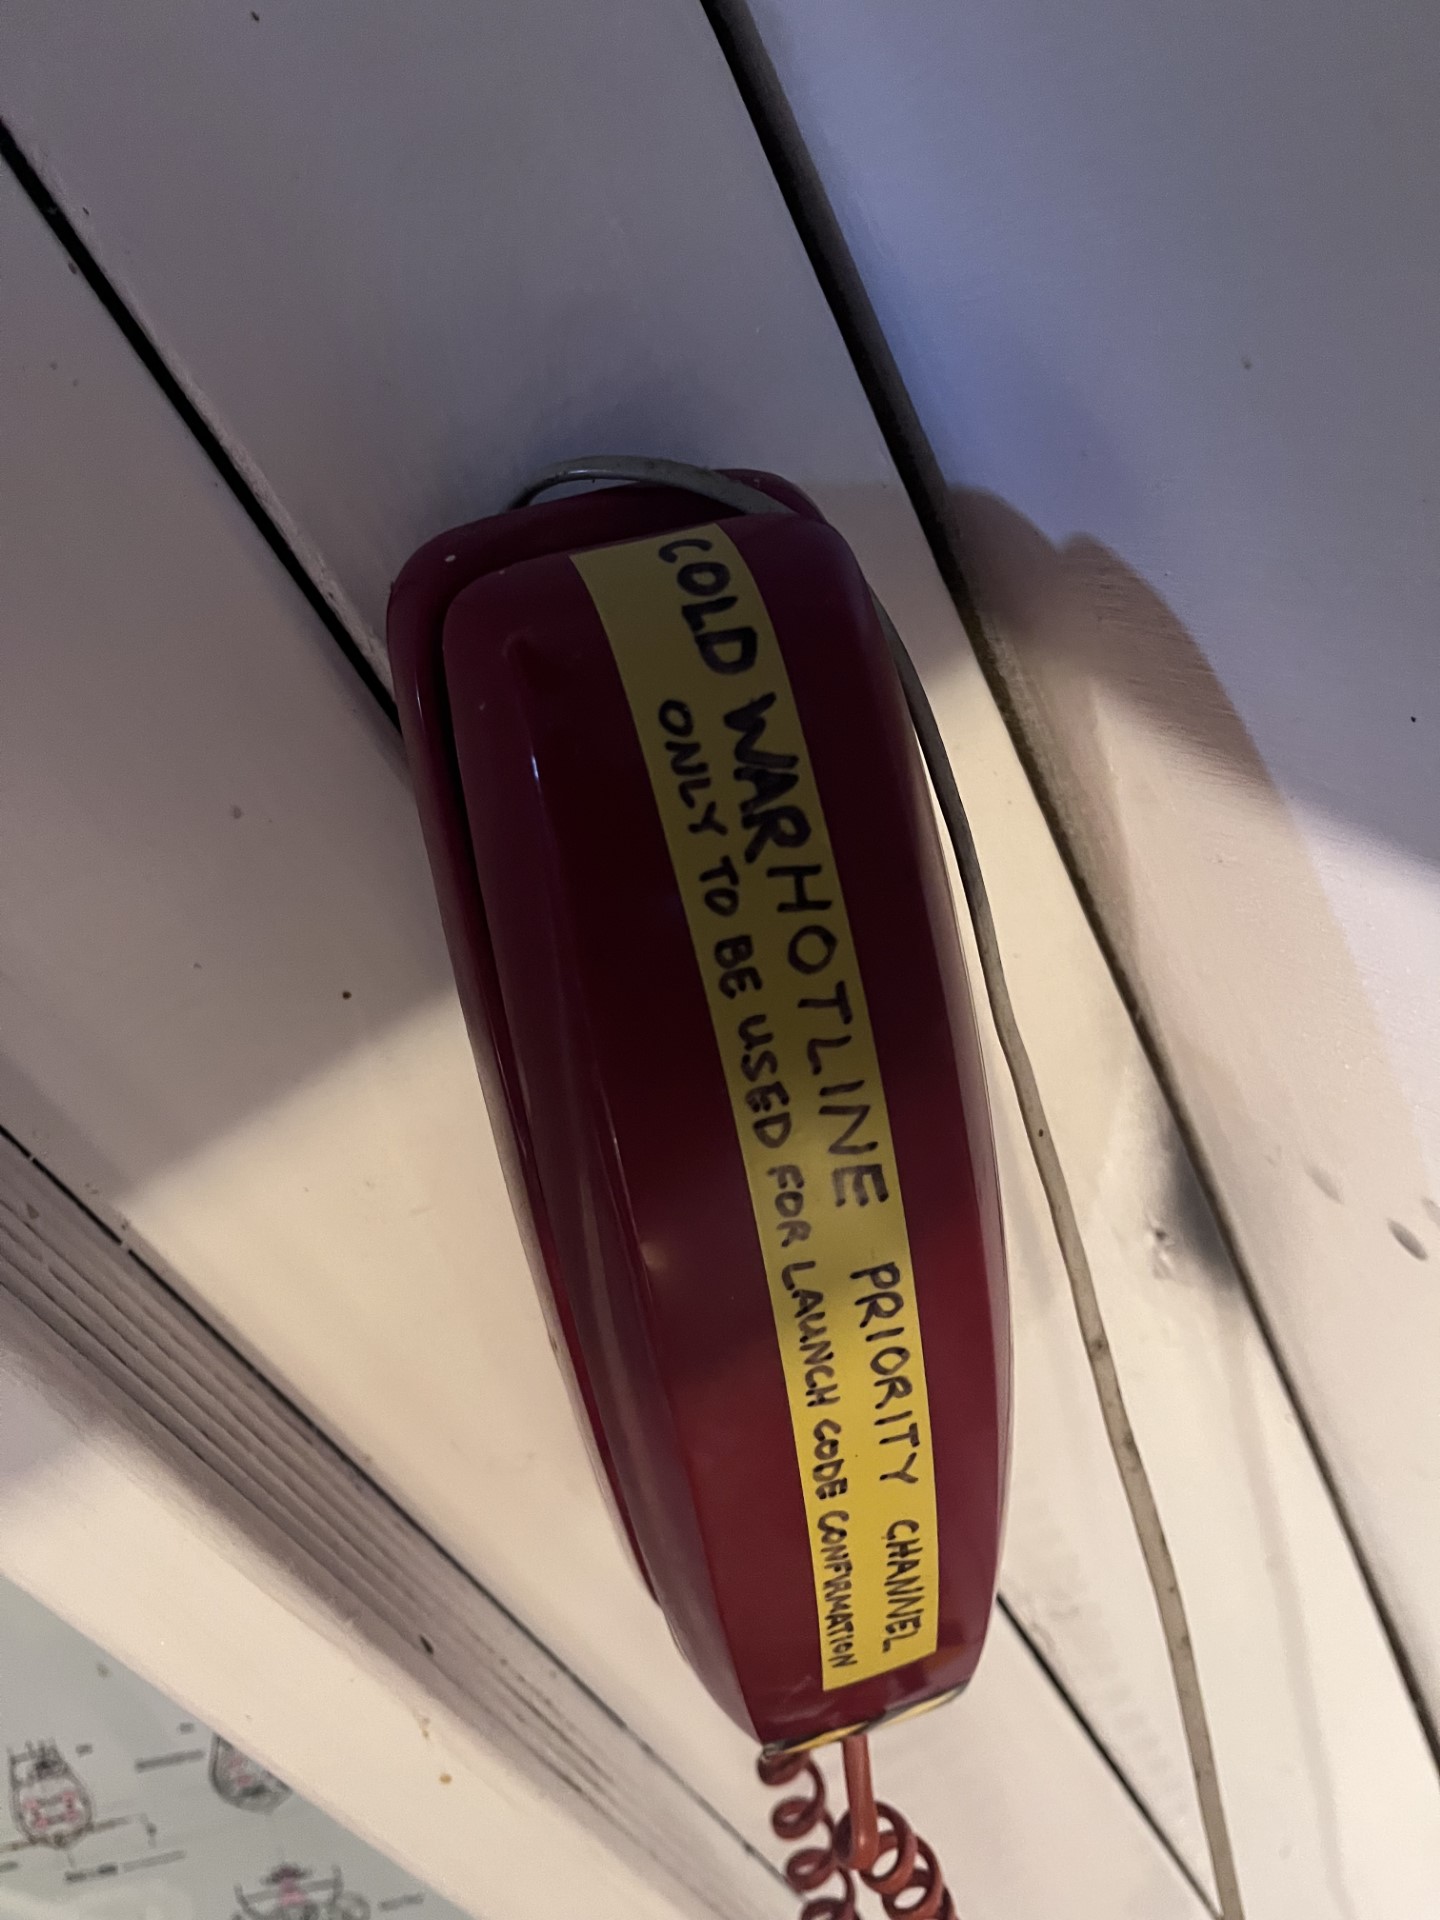 COLD WAR HOTLINE PRIORITY CHANNEL
ONLY TO BE USED FOR LAUNCH CODE CONFIRMATION